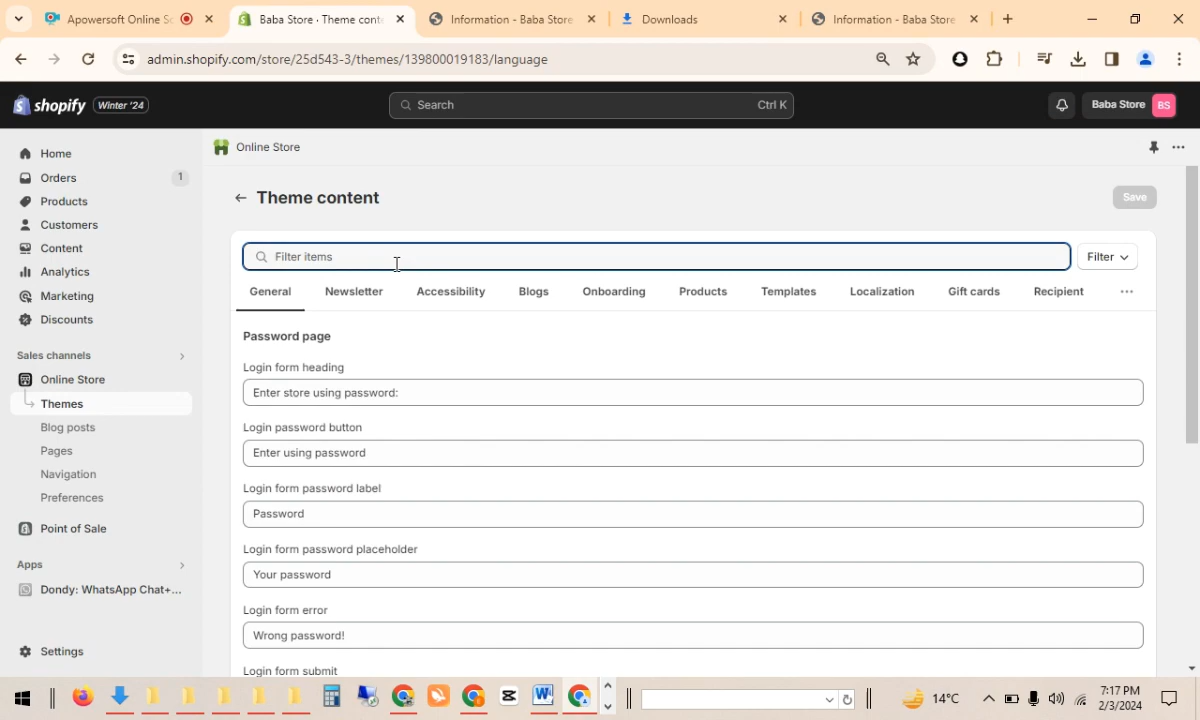 Apowersoft Online Sc
Baba Store · Theme cont
Information - Baba Store
Downloads
Information - Baba Store
admin.shopify.com/store/25d543-3/themes/139800019183/language
shopify
Winter '24
Search
Ctrl K
Baba Store
BS
Home
Orders
1
Products
Customers
Content
Analytics
Marketing
Discounts
Sales channels
Online Store
Themes
Blog posts
Pages
Navigation
Preferences
Point of Sale
Apps
Dondy: WhatsApp Chat+...
Settings
Online Store
Theme content
Save
Filter items
Filter
General
Newsletter
Accessibility
Blogs
Onboarding
Products
Templates
Localization
Gift cards
Recipient
Password page
Login form heading
Enter store using password:
Login password button
Enter using password
Login form password label
Password
Login form password placeholder
Your password
Login form error
Wrong password!
Login form submit
14°C
7:17 PM
2/3/2024